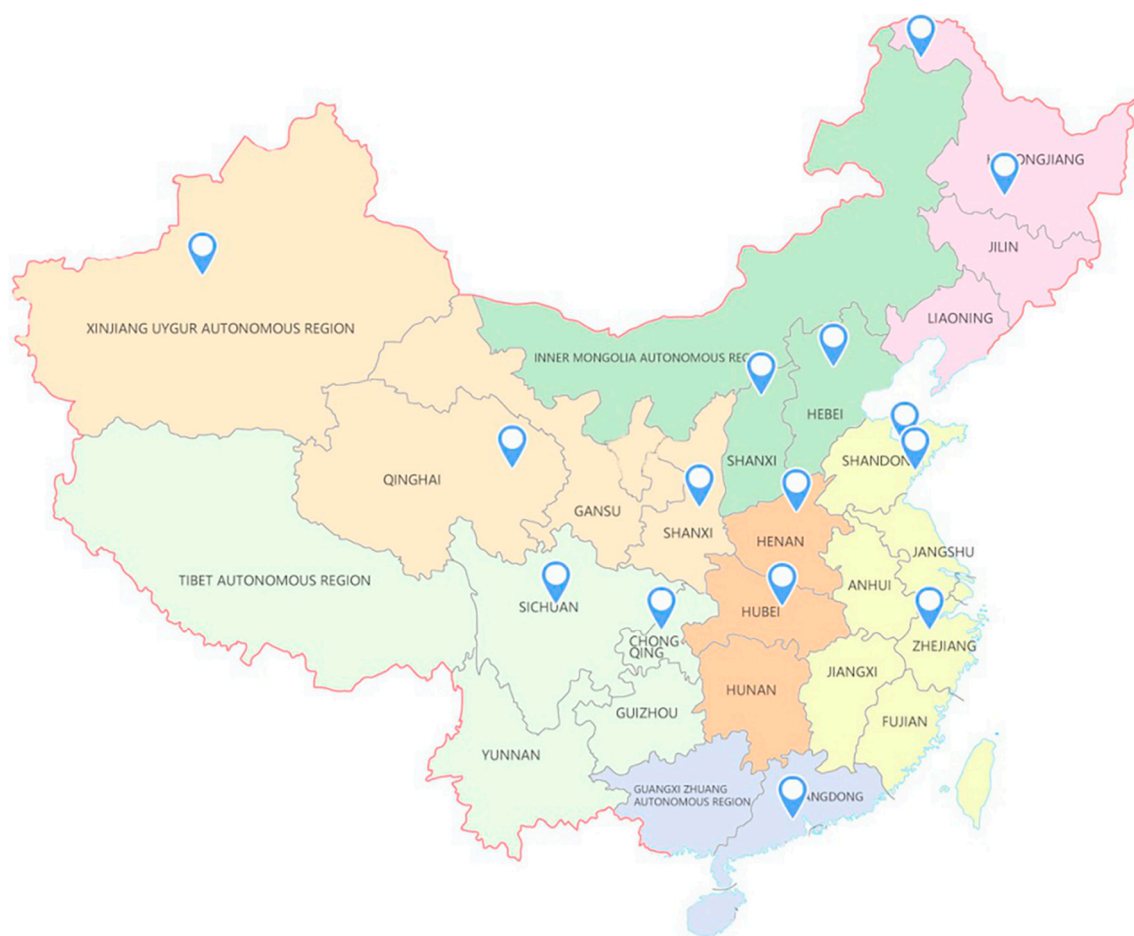 H ONGJIANG
JILIN
LIAONING
XINJIANG UYGUR AUTONOMOUS REGION
INNER MONGOLIA AUTONOMOUS REG
HEBEI
SHANXI
SHANDON
QINGHAI
GANSU
SHANXI
HENAN
JANGSHU
TIBET AUTONOMOUS REGION
ANHUI
SICHUAN
HUBEI
CHONG
QING
ZHEJIANG
JIANGXI
HUNAN
GUIZHOU
FUJIAN
YUNNAN
GUANGXI ZHUANG
AUTONOMOUS REGION
ANGDONG